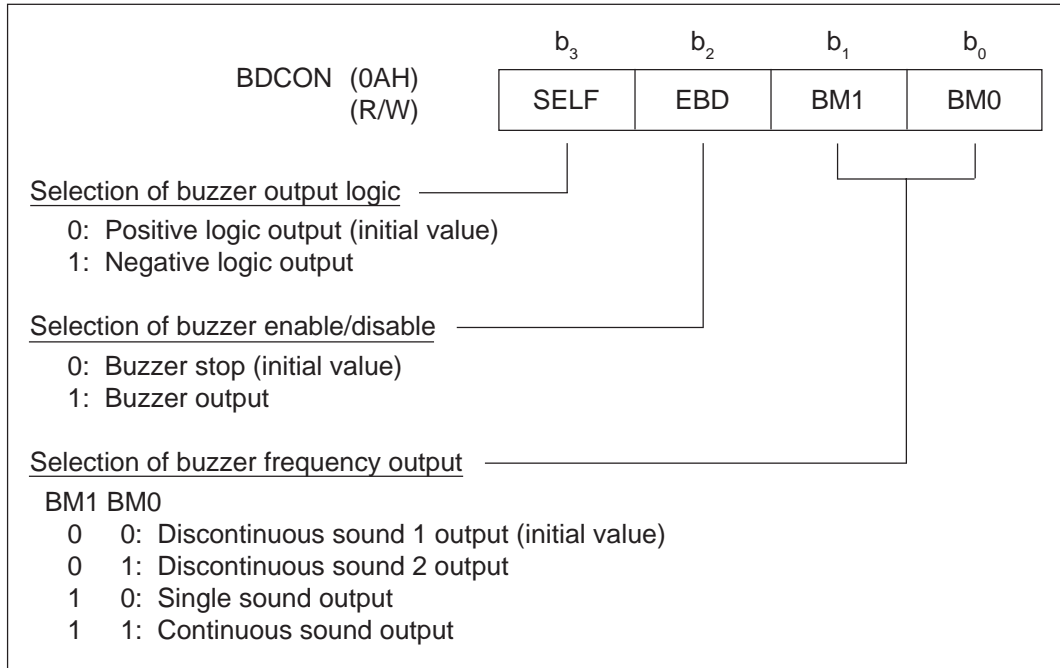 b3 b2 b1 b0
BDCON (0AH)
(R/W)
SELF EBD BM1 BM0
Selection of buzzer output logic
0: Positive logic output (initial value)
1: Negative logic output
Selection of buzzer enable/disable
0: Buzzer stop (initial value)
1: Buzzer output
Selection of buzzer frequency output
BM1 BM0
0 0: Discontinuous sound 1 output (initial value)
0 1: Discontinuous sound 2 output
1 0: Single sound output
1 1: Continuous sound output